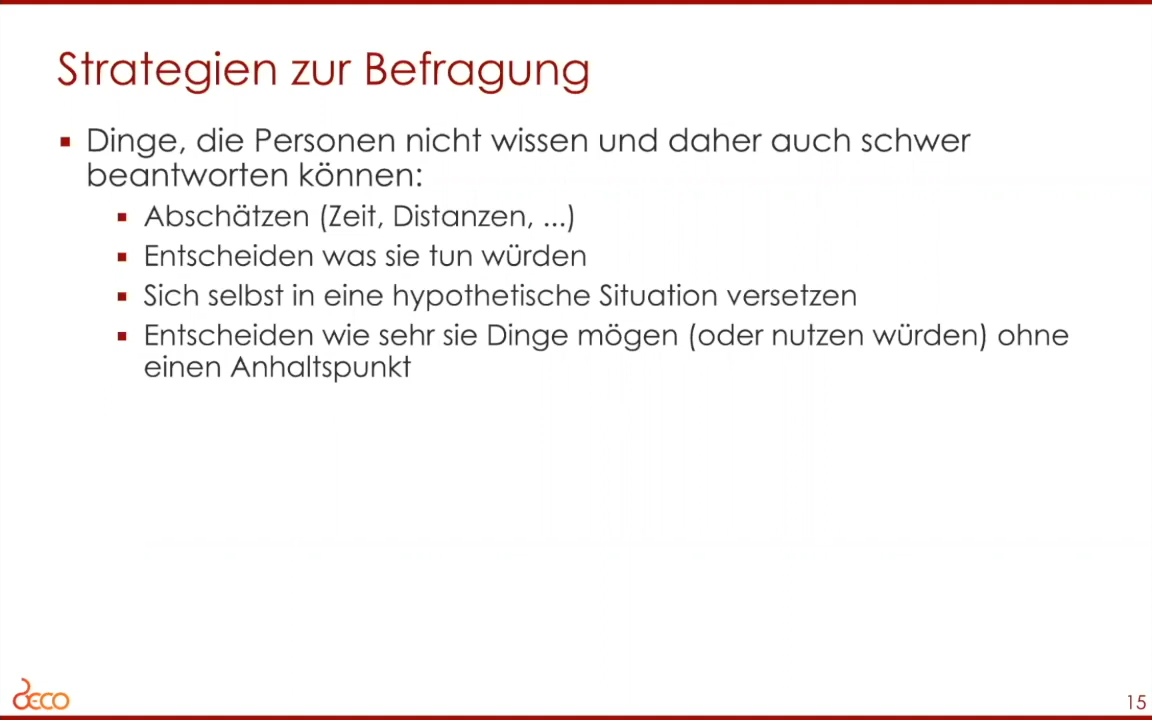 Strategien zur Befragung
▪ Dinge, die Personen nicht wissen und daher auch schwer
beantworten können:
▪ Abschätzen (Zeit, Distanzen, ...)
▪ Entscheiden was sie tun würden
▪ Sich selbst in eine hypothetische Situation versetzen
▪ Entscheiden wie sehr sie Dinge mögen (oder nutzen würden) ohne
einen Anhaltspunkt
15